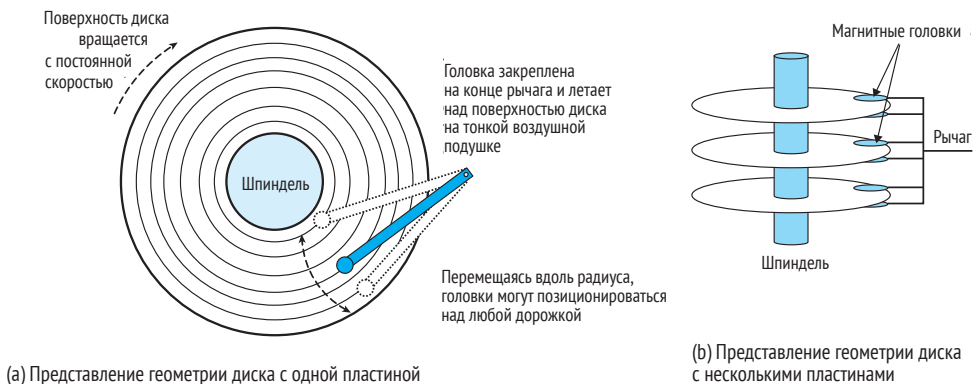 Поверхность диска
вращается
с постоянной
скоростью
Головка закреплена
на конце рычага и летает
над поверхностью диска
на тонкой воздушной
подушке
Шпиндель
Перемещаясь вдоль радиуса,
головки могут позиционироваться
над любой дорожкой
(a) Представление геометрии диска с одной пластиной
Магнитные головки
Рычаг
Шпиндель
(b) Представление геометрии диска
с несколькими пластинами